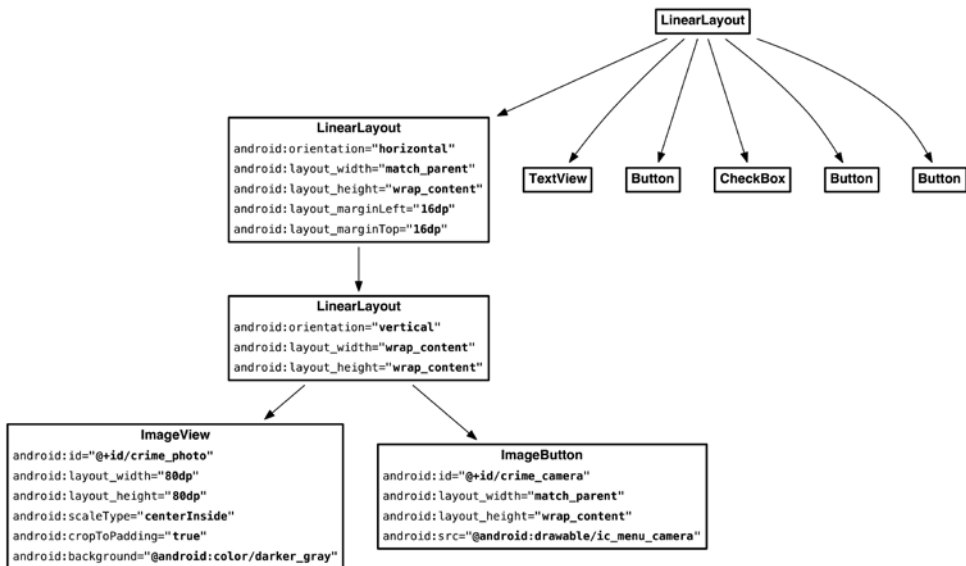 LinearLayout
LinearLayout
android:orientation="horizontal"
android:layout_width="match_parent"
android:layout_height="wrap_content"
android:layout_marginLeft="16dp"
android:layout_marginTop="16dp"
TextView
Button
CheckBox
Button
Button
LinearLayout
android:orientation="vertical"
android:layout_width="wrap_content"
android:layout_height="wrap_content"
ImageView
android:id="@+id/crime_photo"
android:layout_width="80dp"
android:layout_height="80dp"
android:scaleType="centerInside"
android:cropToPadding="true"
android:background="@android:color/darker_gray"
ImageButton
android:id="@+id/crime_camera"
android:layout_width="match_parent"
android:layout_height="wrap_content"
android:src="@android:drawable/ic_menu_camera"